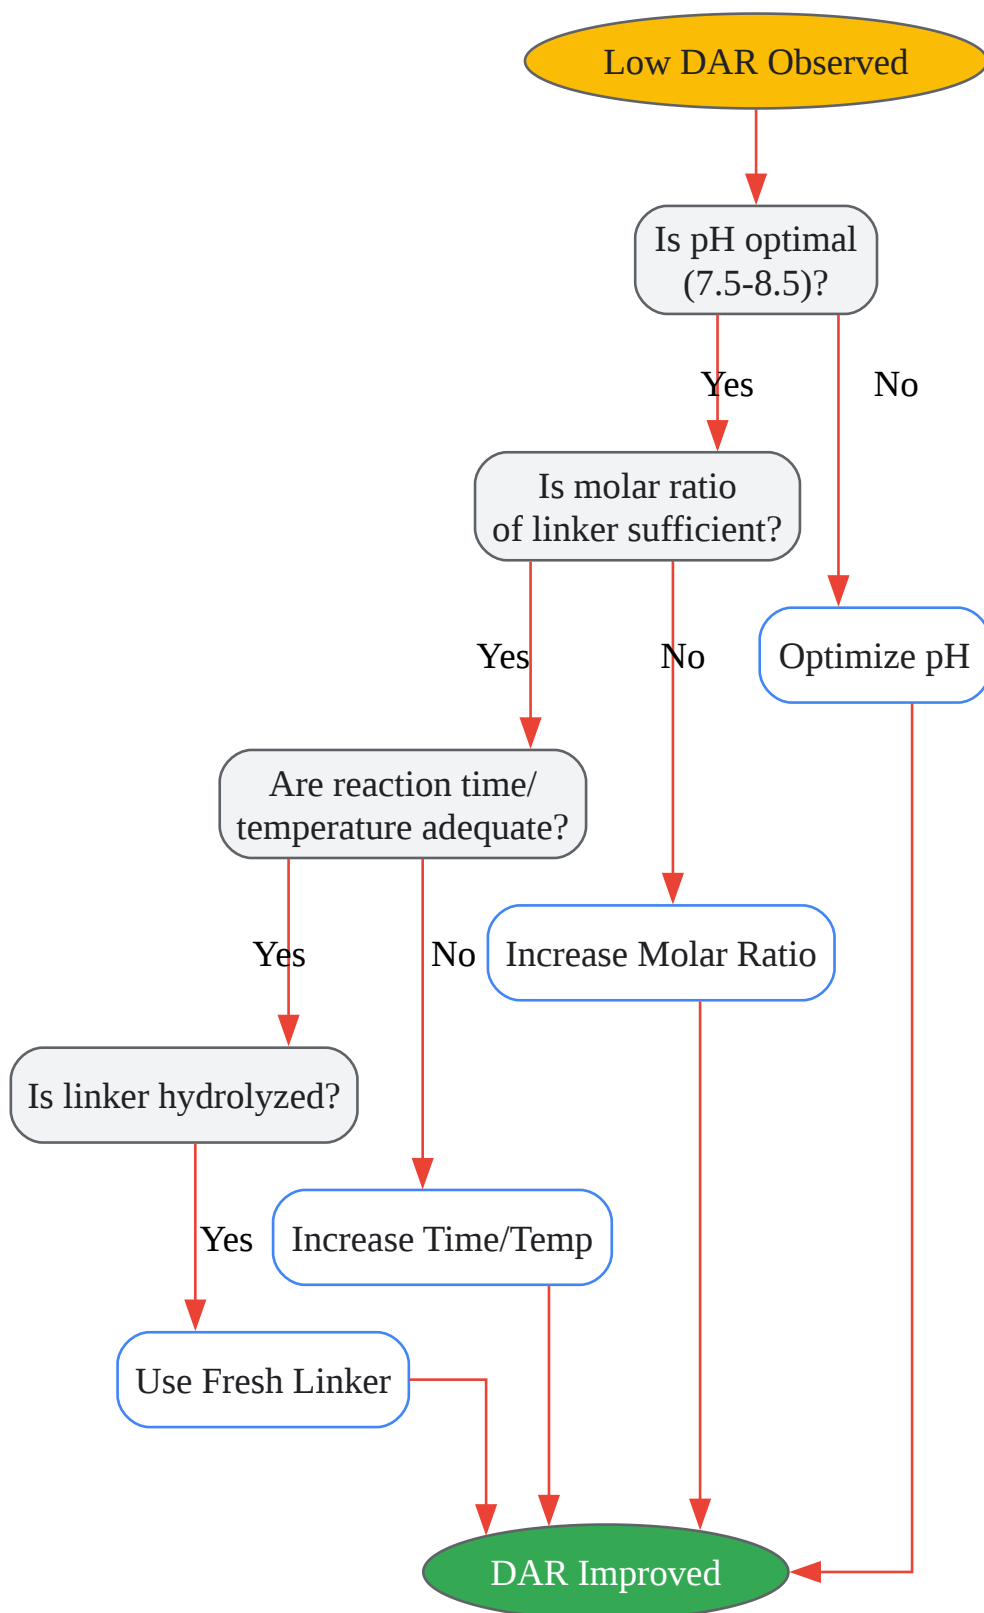 Low DAR Observed
Is pH optimal
(7.5-8.5)?
Yes
No
Is molar ratio
of linker sufficient?
Yes
No
Optimize pH
Are reaction time/
temperature adequate?
Yes
No
Increase Molar Ratio
Is linker hydrolyzed?
Yes
Increase Time/Temp
Use Fresh Linker
DAR Improved